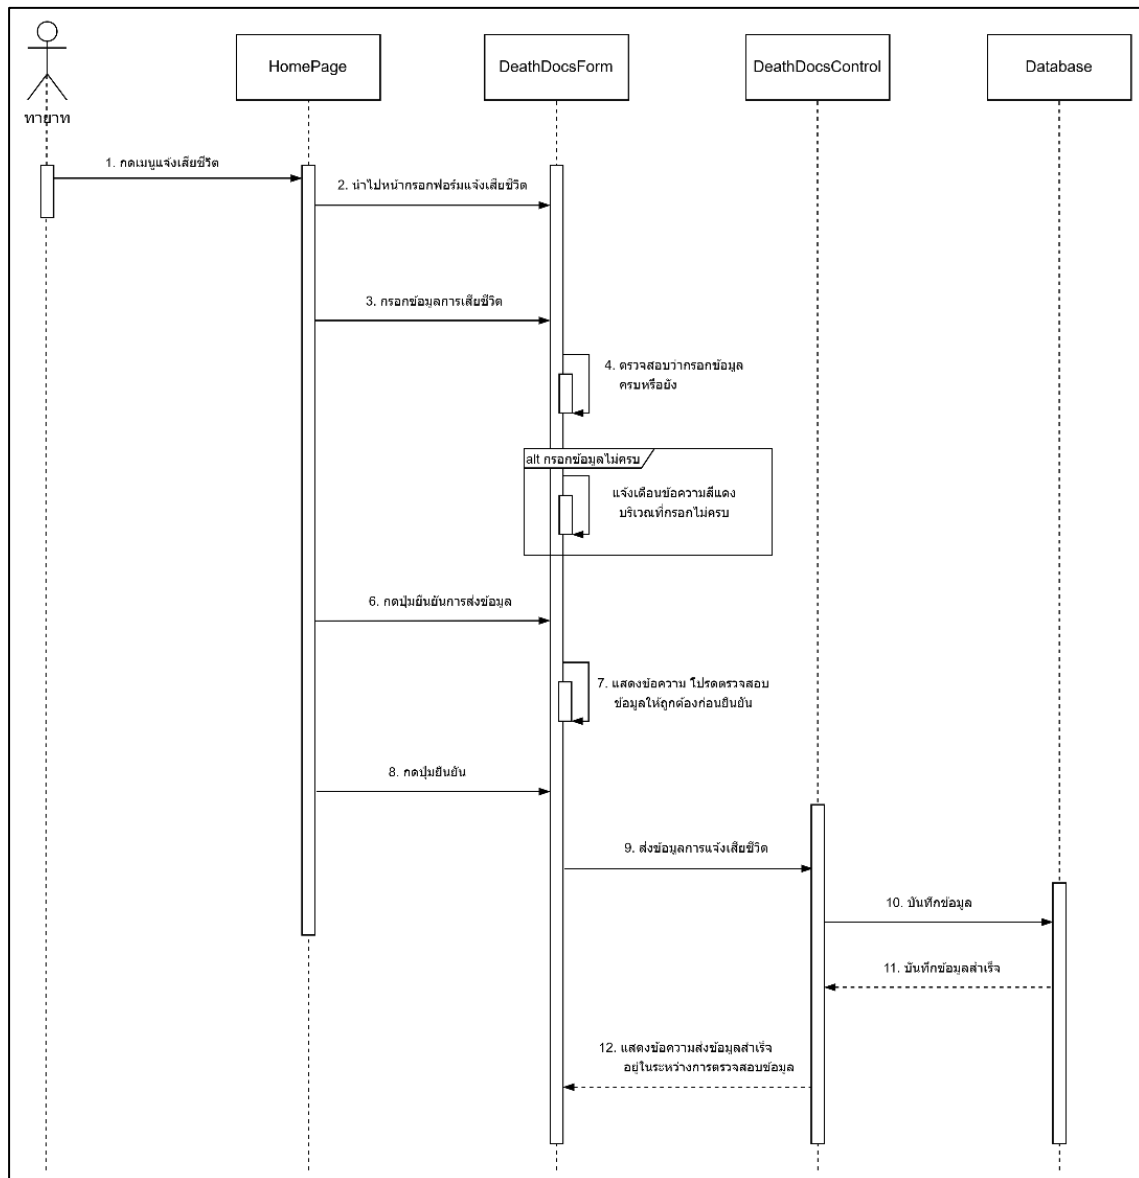 HomePage
DeathDocsForm
DeathDocsControl
Database
ทายาท
1. กดเมนูแจ้งเสียชีวิต
2. นำไปหน้ากรอกฟอร์มแจ้งเสียชีวิต
3. กรอกข้อมูลการเสียชีวิต
4. ตรวจสอบว่ากรอกข้อมูล
ครบหรือยัง
alt กรอกข้อมูลไม่ครบ
แจ้งเตือนข้อความสีแดง
บริเวณที่กรอกไม่ครบ
6. กดปุ่มยืนยันการส่งข้อมูล
7. แสดงข้อความ โปรดตรวจสอบ
ข้อมูลให้ถูกต้องก่อนยืนยัน
8. กดปุ่มยืนยัน
9. ส่งข้อมูลการแจ้งเสียชีวิต
10. บันทึกข้อมูล
11. บันทึกข้อมูลสำเร็จ
12. แสดงข้อความส่งข้อมูลสำเร็จ
อยู่ในระหว่างการตรวจสอบข้อมูล